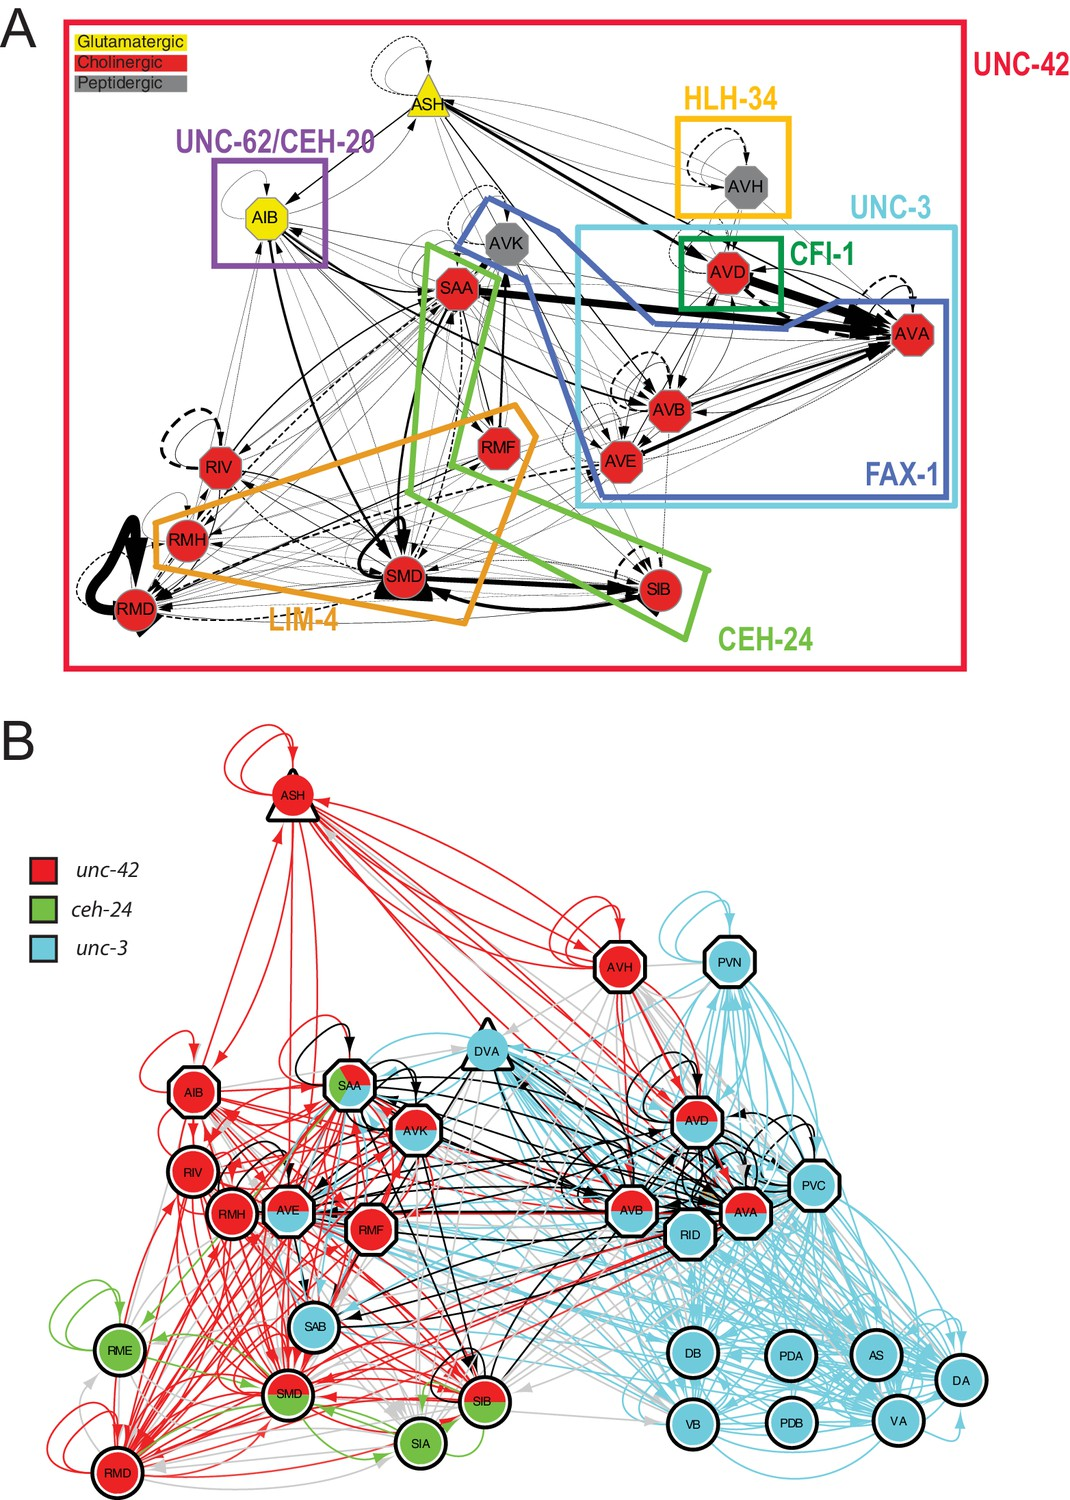 A
Glutamatergic
Cholinergic
Peptidergic
UNC-42
ASH
HLH-34
UNC-62/CEH-20
AVH
AIB
UNC-3
AVK
CFI-1
AVD
SAA
AVA
AVB
RMF
AVE
RIV
FAX-1
RMH
SMD
SIB
RMD
LIM-4
CEH-24
B
ASH
unc-42
ceh-24
unc-3
AVH
PVN
DVA
SAA
AIB
AVD
AVK
RIV
PVC
RMH
AVE
AVB
AVA
RMF
RID
SAB
RME
DB
PDA
AS
DA
SMD
SIB
VB
PDB
VA
SIA
RMD